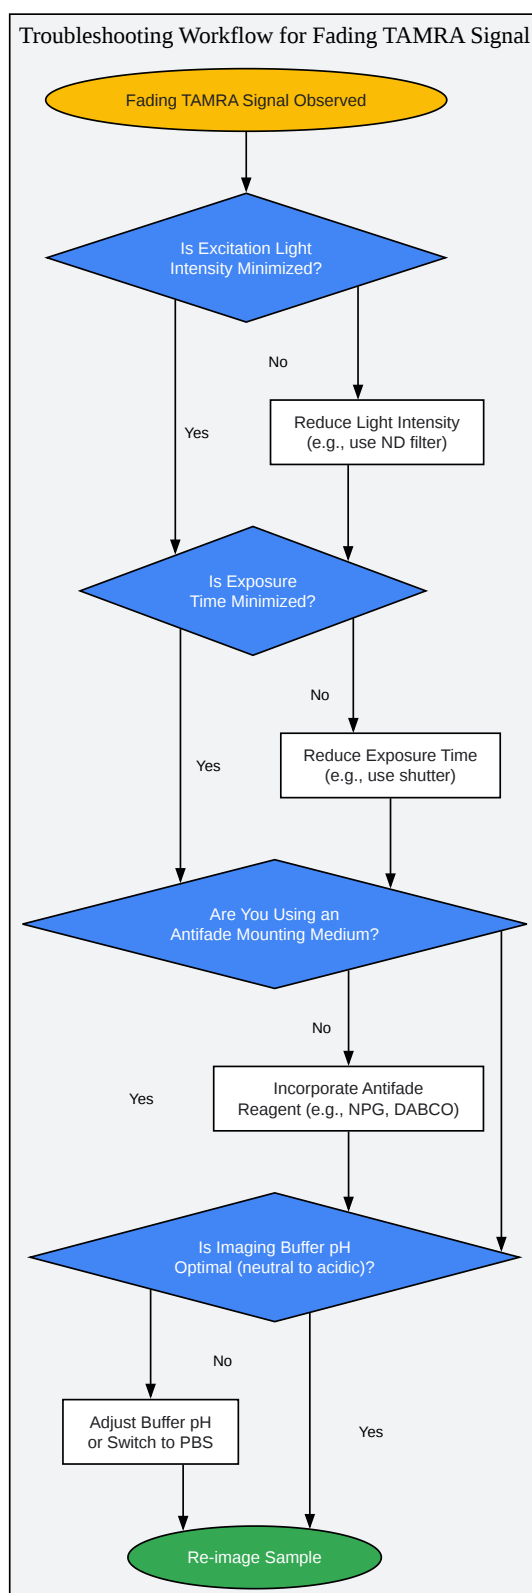 Troubleshooting Workflow for Fading TAMRA Signal
Fading TAMRA Signal Observed
Is Excitation Light
Intensity Minimized?
No
Yes
Reduce Light Intensity
(e.g., use ND filter)
Is Exposure
Time Minimized?
No
Yes
Reduce Exposure Time
(e.g., use shutter)
Are You Using an
Antifade Mounting Medium?
No
Yes
Incorporate Antifade
Reagent (e.g., NPG, DABCO)
Is Imaging Buffer pH
Optimal (neutral to acidic)?
No
Yes
Adjust Buffer pH
or Switch to PBS
Re-image Sample